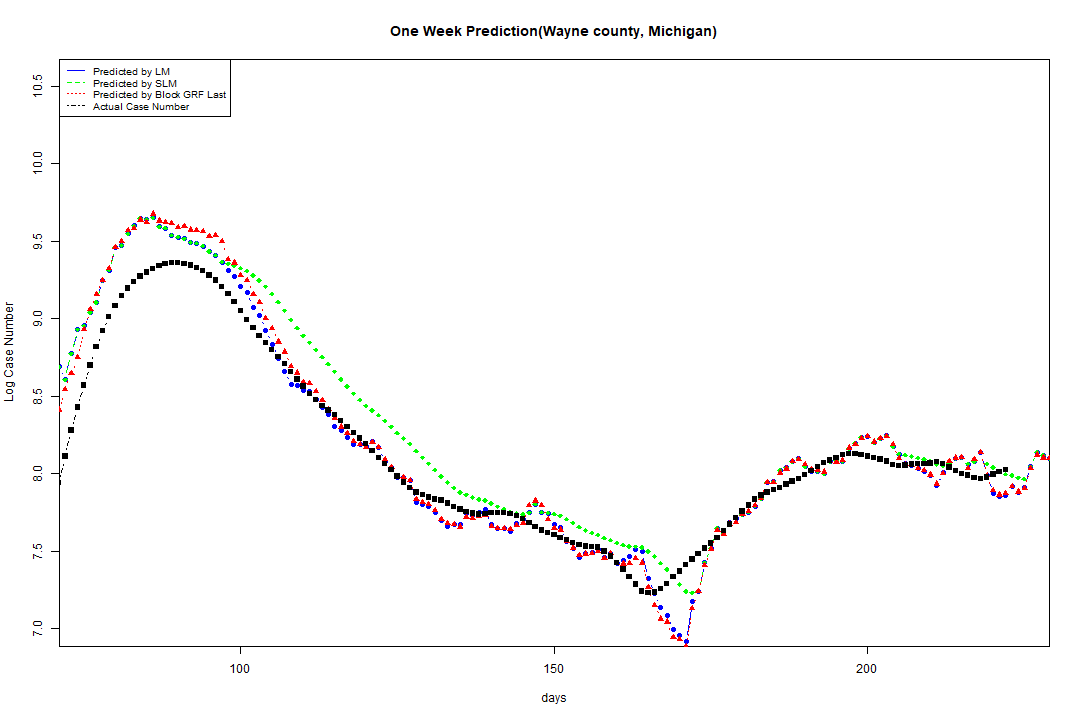 One Week Prediction(Wayne county, Michigan)
Predicted by LM
Predicted by SLM
Predicted by Block GRF Last
Actual Case Number
10.5
10.0
9.5
9.0
8.5
8.0
7.5
7.0
Log Case Number
100
150
200
days